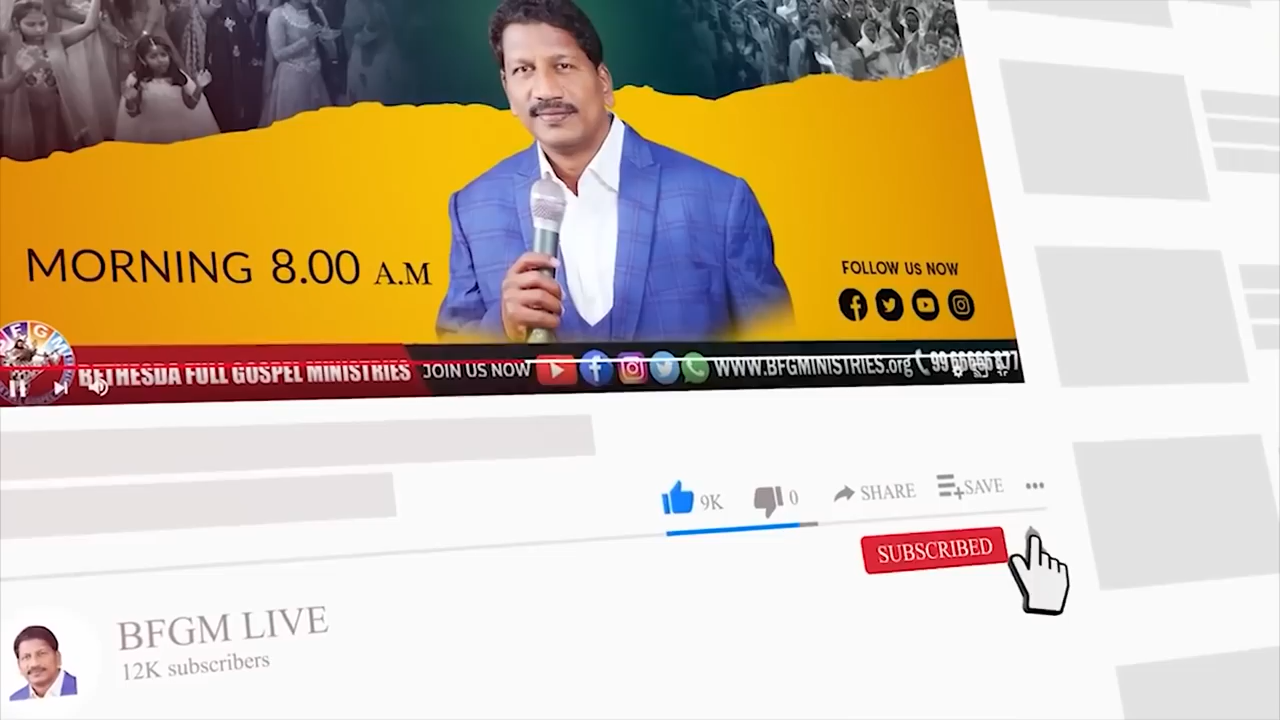 MORNING 8.00 A.M
FOLLOW US NOW
BFGM
BETHESDA FULL GOSPEL MINISTRIES
JOIN US NOW
WWW.BFGMINISTRIES.org
9K
0
SHARE
SAVE
SUBSCRIBED
BFGM LIVE
12K subscribers